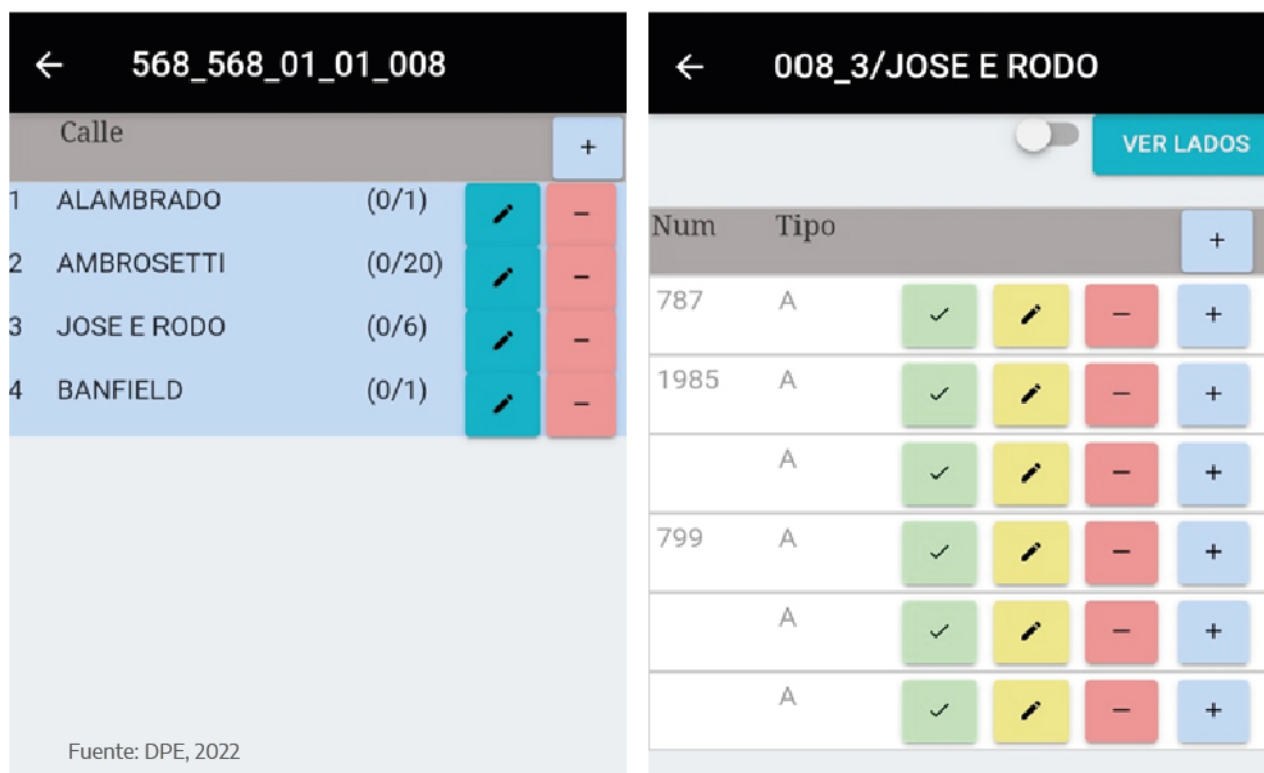 568_568_01_01_008
Calle
+
1 ALAMBRADO (0/1) −
2 AMBROSETTI (0/20) −
3 JOSE E RODO (0/6) −
4 BANFIELD (0/1) −
Fuente: DPE, 2022
008_3/JOSE E RODO
VER LADOS
Num Tipo +
787 A − +
1985 A − +
A − +
799 A − +
A − +
A − +